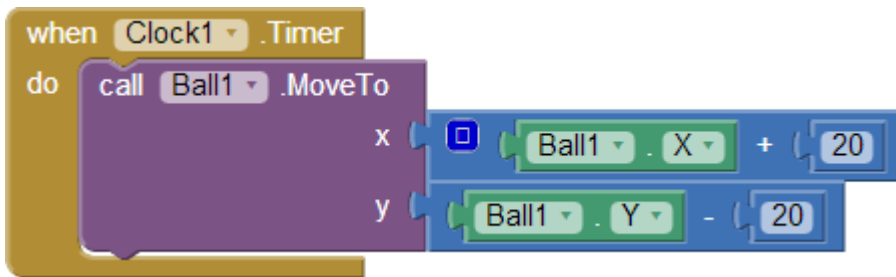 when Clock1 .Timer
do call Ball1 .MoveTo
x Ball1 . X + 20
y Ball1 . Y - 20